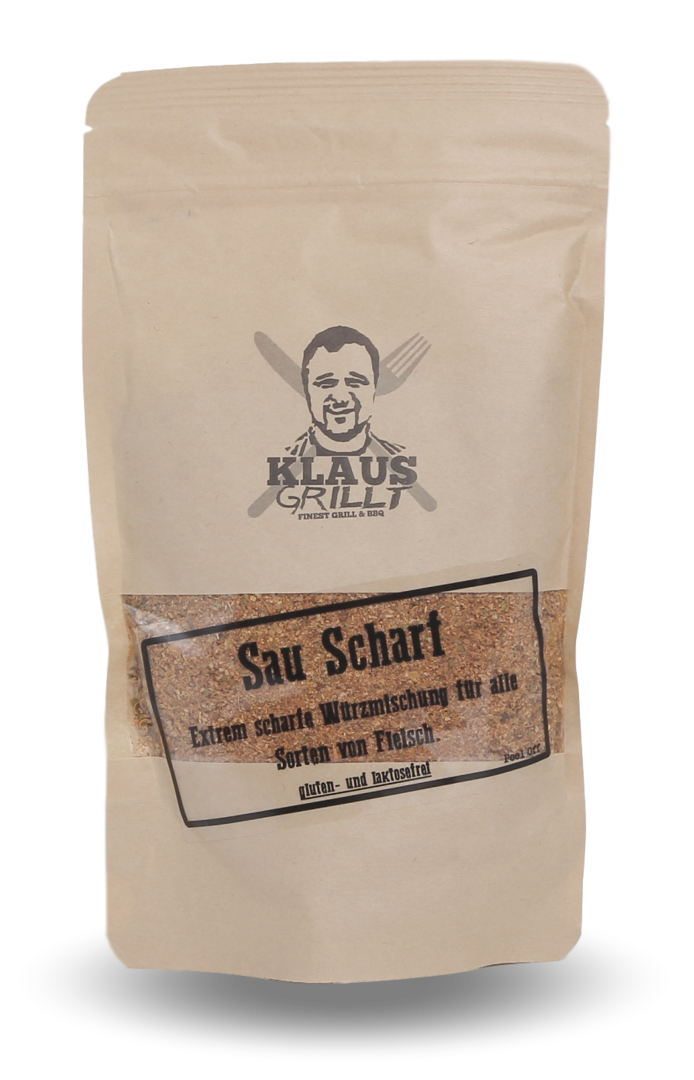 KLAUS
GRILLT
FINEST GRILL & BBQ
Sau Scharf
Extrem scharfe Würzmischung für alle
Sorten von Fleisch.
gluten- und laktosefrei
Peel Off